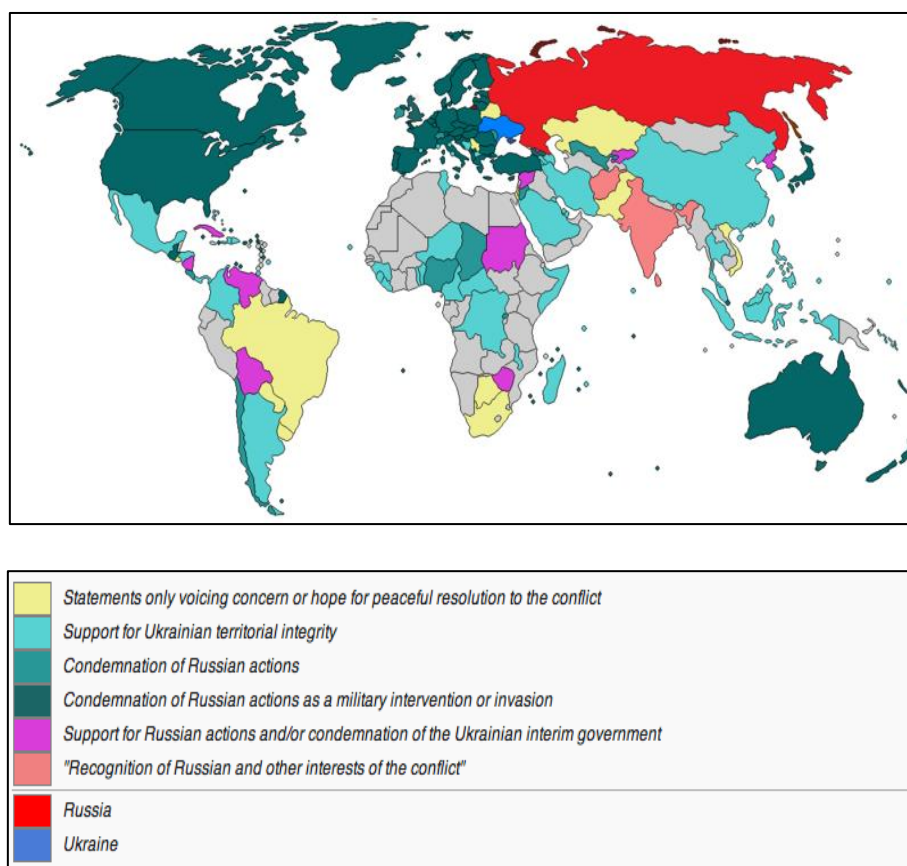 Statements only voicing concern or hope for peaceful resolution to the conflict
Support for Ukrainian territorial integrity
Condemnation of Russian actions
Condemnation of Russian actions as a military intervention or invasion
Support for Russian actions and/or condemnation of the Ukrainian interim government
"Recognition of Russian and other interests of the conflict"
Russia
Ukraine